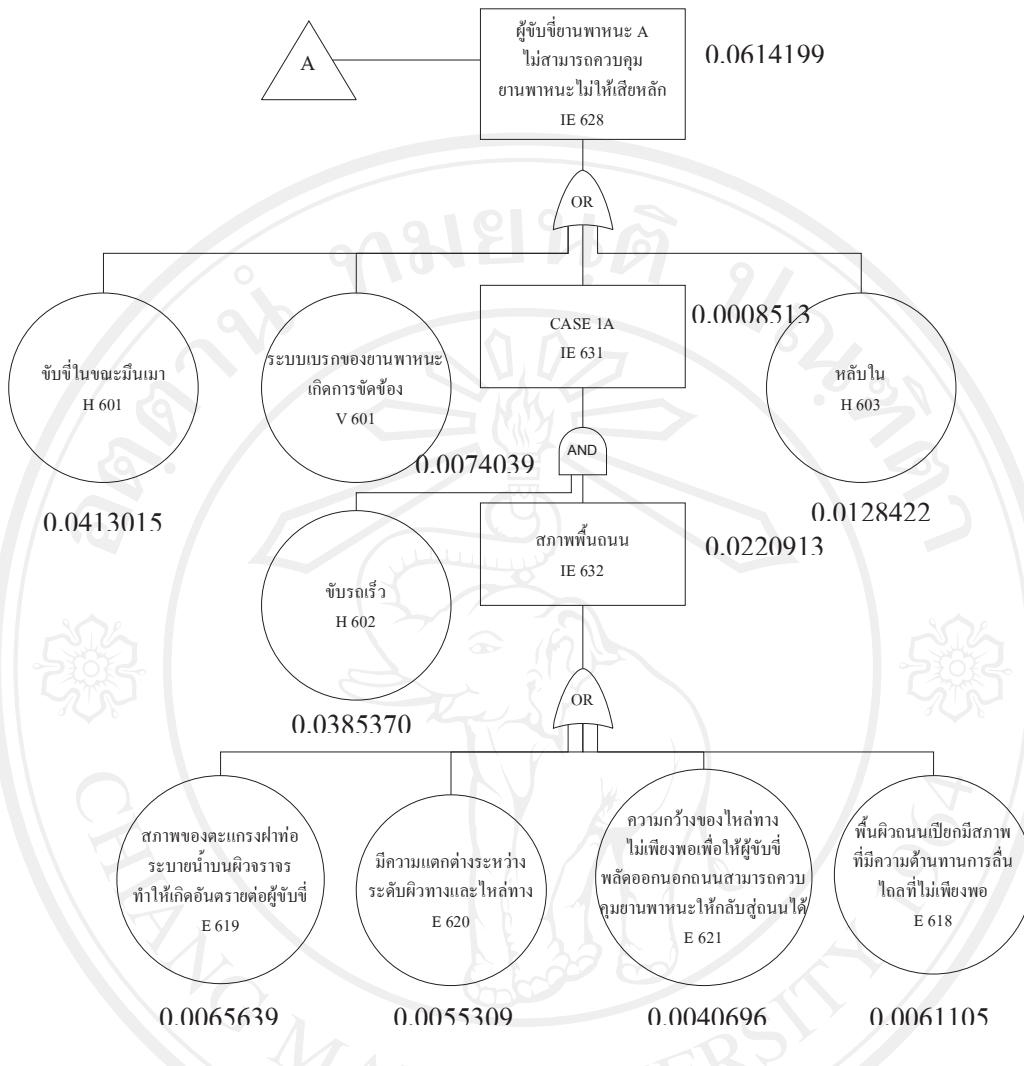 A
ผู้ขับขี่ยานพาหนะ A
ไม่สามารถควบคุม
ยานพาหนะไม่ให้เสียหลัก
IE 628
0.0614199
OR
ขับขี่ในขณะมึนเมา
H 601
0.0413015
ระบบเบรกของยานพาหนะ
เกิดการขัดข้อง
V 601
0.0074039
CASE 1A
IE 631
0.0008513
หลับใน
H 603
0.0128422
AND
ขับรถเร็ว
H 602
0.0385370
สภาพพื้นถนน
IE 632
0.0220913
OR
สภาพของตะแกรงฝาท่อ
ระบายน้ำบนผิวจราจร
ทำให้เกิดอันตรายต่อผู้ขับขี่
E 619
0.0065639
มีความแตกต่างระหว่าง
ระดับผิวทางและไหล่ทาง
E 620
0.0055309
ความกว้างของไหล่ทาง
ไม่เพียงพอเพื่อให้ผู้ขับขี่
พลัดออกนอกถนนสามารถควบ
คุมยานพาหนะให้กลับสู่ถนนได้
E 621
0.0040696
พื้นผิวถนนเปียกมีสภาพ
ที่มีความต้านทานการลื่น
ไถลที่ไม่เพียงพอ
E 618
0.0061105